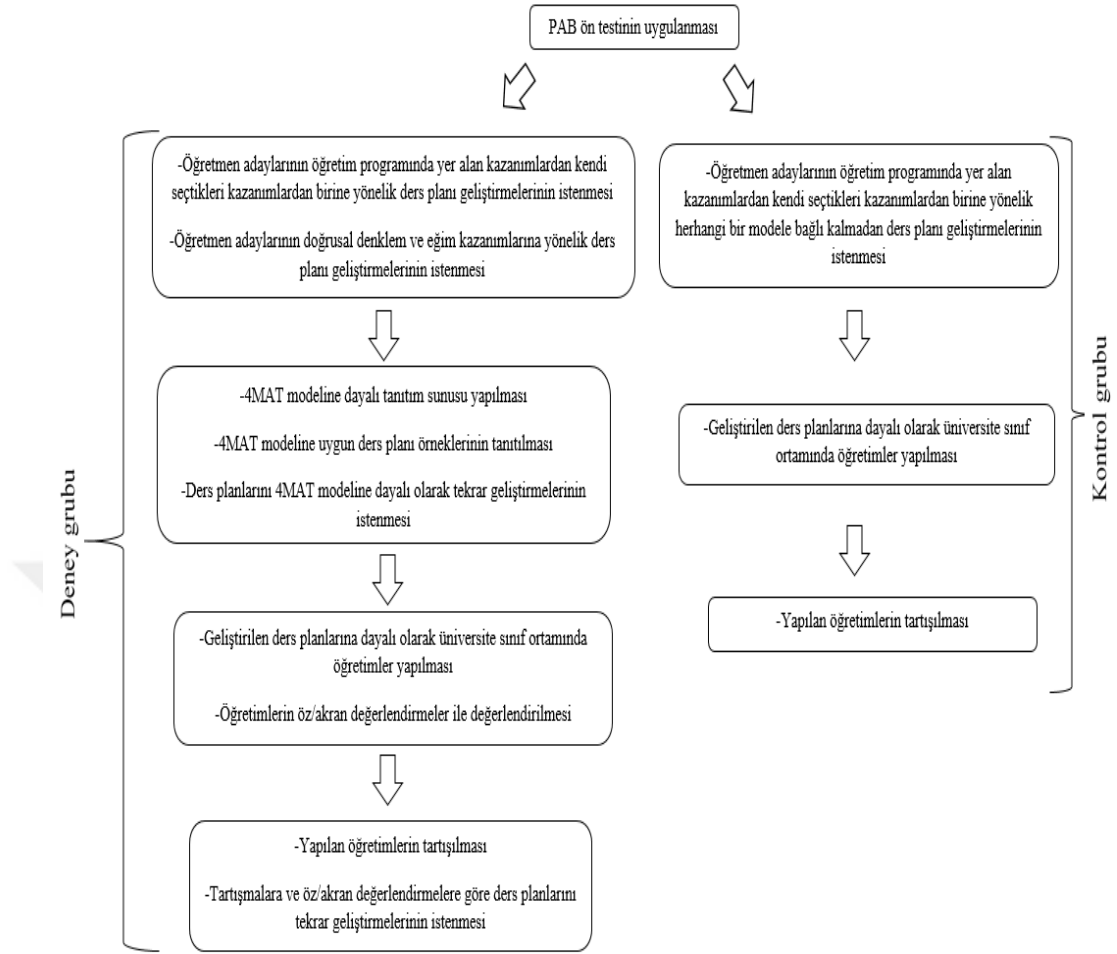 PAB ön testinin uygulanması
Deney grubu
-Öğretmen adaylarının öğretim programında yer alan kazanımlardan kendi
seçtikleri kazanımlardan birine yönelik ders planı geliştirmelerinin istenmesi
-Öğretmen adaylarının doğrusal denklem ve eğim kazanımlarına yönelik ders
planı geliştirmelerinin istenmesi
-4MAT modeline dayalı tanıtım sunusu yapılması
-4MAT modeline uygun ders planı örneklerinin tanıtılması
-Ders planlarını 4MAT modeline dayalı olarak tekrar geliştirmelerinin
istenmesi
-Geliştirilen ders planlarına dayalı olarak üniversite sınıf ortamında
öğretimler yapılması
-Öğretimlerin öz/akran değerlendirmeler ile değerlendirilmesi
-Yapılan öğretimlerin tartışılması
-Tartışmalara ve öz/akran değerlendirmelere göre ders planlarını
tekrar geliştirmelerinin istenmesi
-Öğretmen adaylarının öğretim programında yer alan
kazanımlardan kendi seçtikleri kazanımlardan birine yönelik
herhangi bir modele bağlı kalmadan ders planı geliştirmelerinin
istenmesi
-Geliştirilen ders planlarına dayalı olarak üniversite sınıf
ortamında öğretimler yapılması
-Yapılan öğretimlerin tartışılması
Kontrol grubu